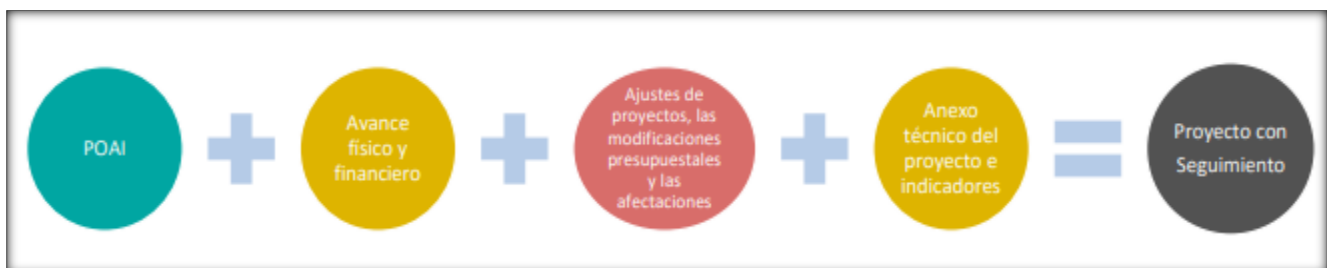 POAI
Avance
físico y
financiero
Ajustes de
proyectos, las
modificaciones
presupuestales
y las
afectaciones
Anexo
técnico del
proyecto e
indicadores
Proyecto con
Seguimiento